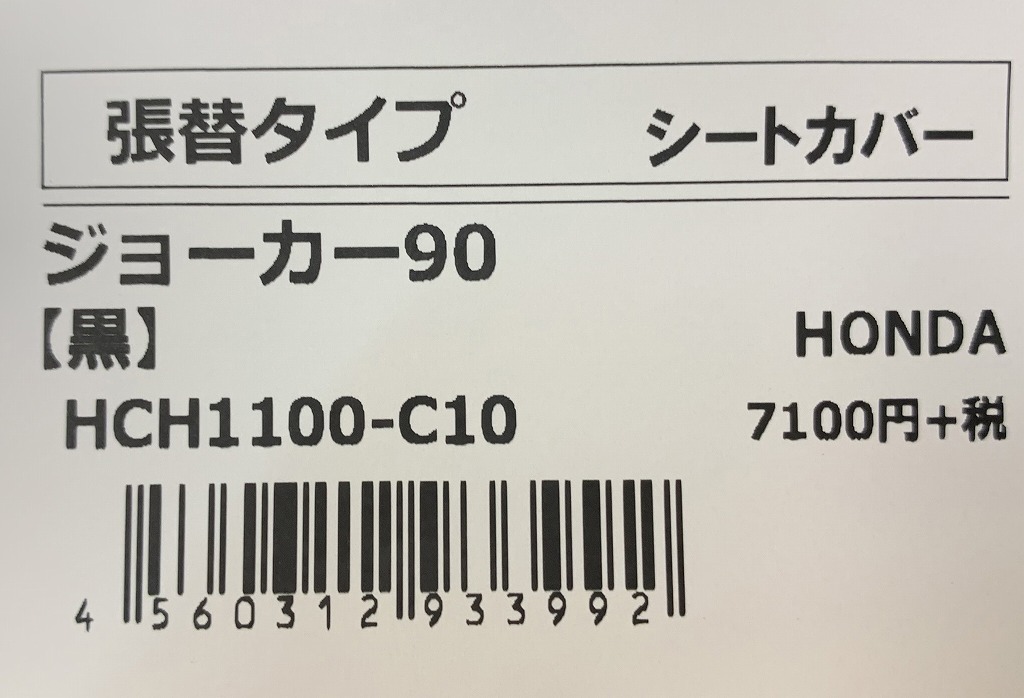 張替タイプ シートカバー
ジョーカー90
【黒】 HONDA
HCH1100-C10 7100円+税
4 560312 933992